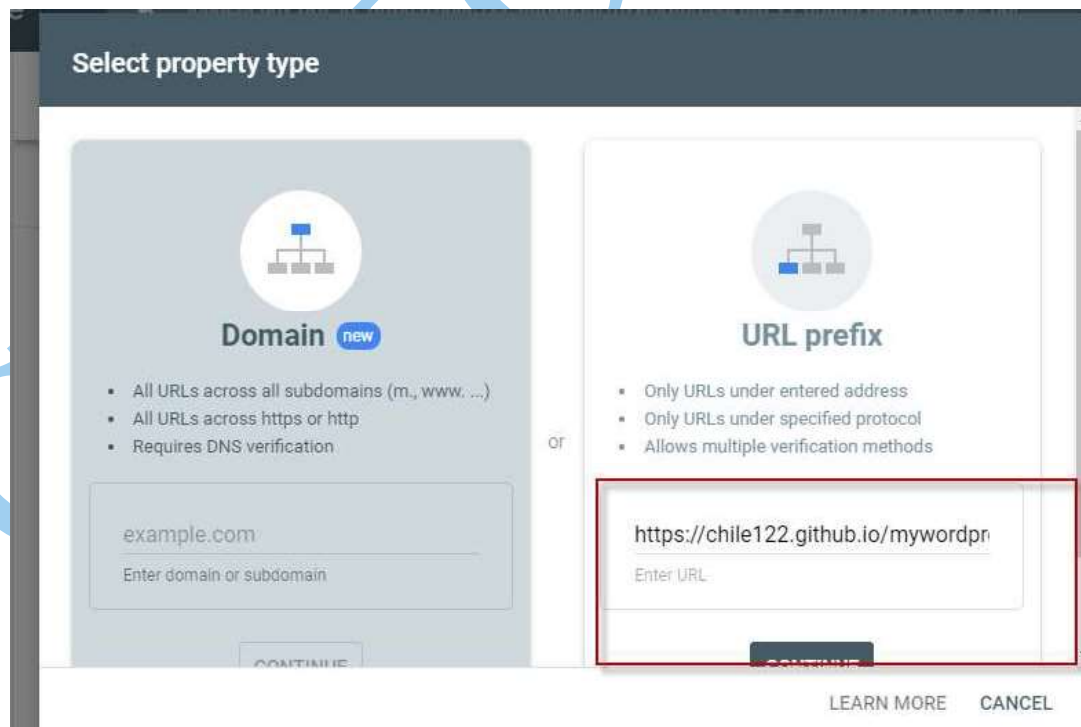 Select property type
Domain new
All URLs across all subdomains (m., www. ...)
All URLs across https or http
Requires DNS verification
example.com
Enter domain or subdomain
CONTINUE
or
URL prefix
Only URLs under entered address
Only URLs under specified protocol
Allows multiple verification methods
https://chile122.github.io/mywordpr
Enter URL
CONTINUE
LEARN MORE CANCEL